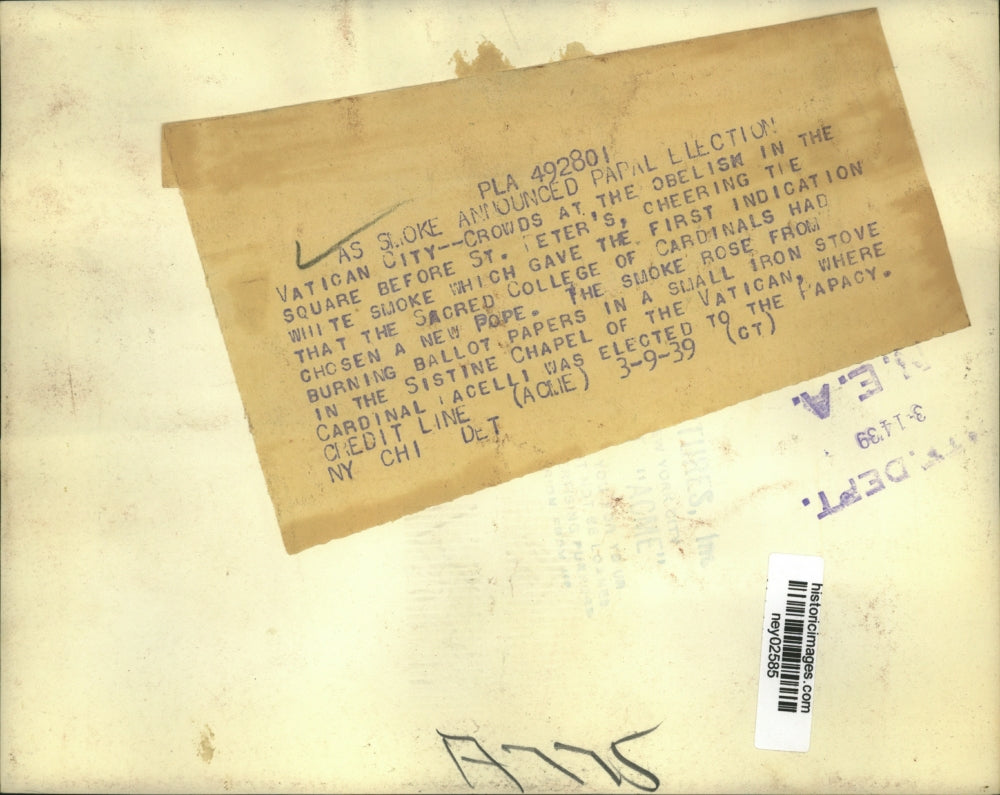 PLA 492801
AS SMOKE ANNOUNCED PAPAL ELECTION
VATICAN CITY--CROWDS AT THE OBELISK IN THE
SQUARE BEFORE ST. PETER'S, CHEERING THE
WHITE SMOKE WHICH GAVE THE FIRST INDICATION
THAT THE SACRED COLLEGE OF CARDINALS HAD
CHOSEN A NEW POPE. THE SMOKE ROSE FROM
BURNING BALLOT PAPERS IN A SMALL IRON STOVE
IN THE SISTINE CHAPEL OF THE VATICAN, WHERE
CARDINAL PACELLI WAS ELECTED TO THE PAPACY.
CREDIT LINE (ACME) 3-9-39 (CT)
NY CHI DET
N.E.A.
3-14-39
DEPT.
"ACME"
historicimages.com
ney02585